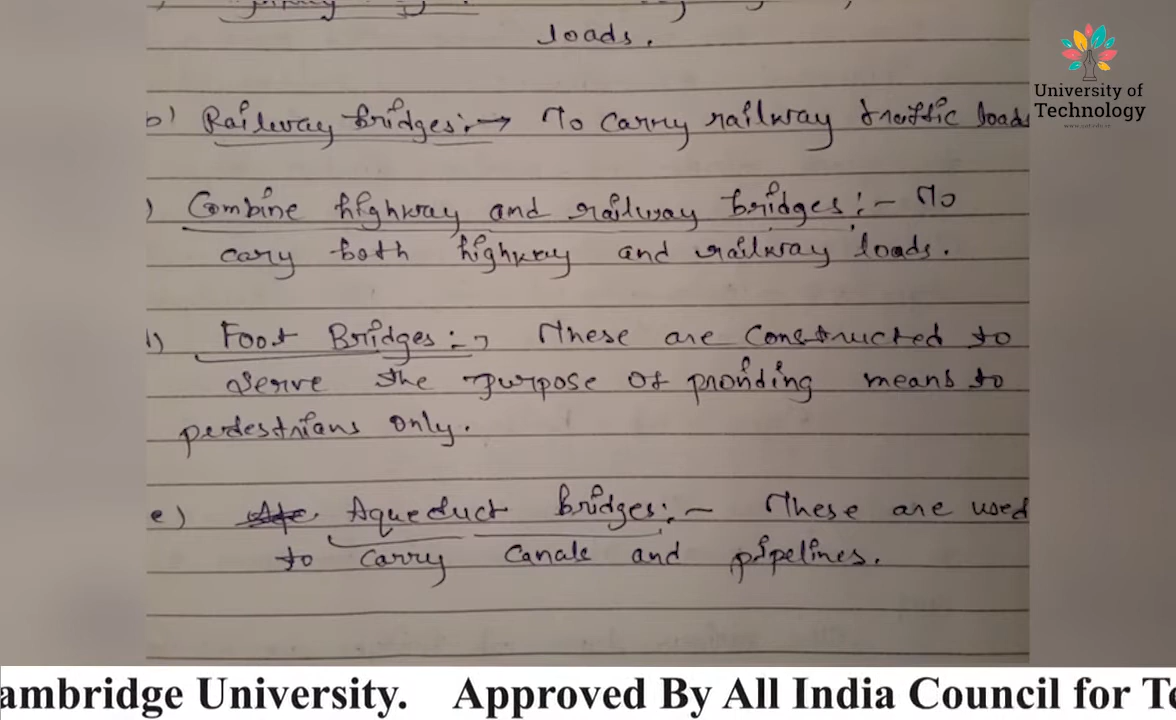 loads.
University of
Technology
b) Railway bridges:→ To carry railway traffic loads
) Combine highway and railway bridges:- To
cary both highway and railway loads.
d) Foot Bridges:→ These are constructed to
serve the purpose of providing means to
pedestrians only.
e) Aqueduct bridges:- These are used
to carry canals and pipelines.
ambridge University. Approved By All India Council for Te